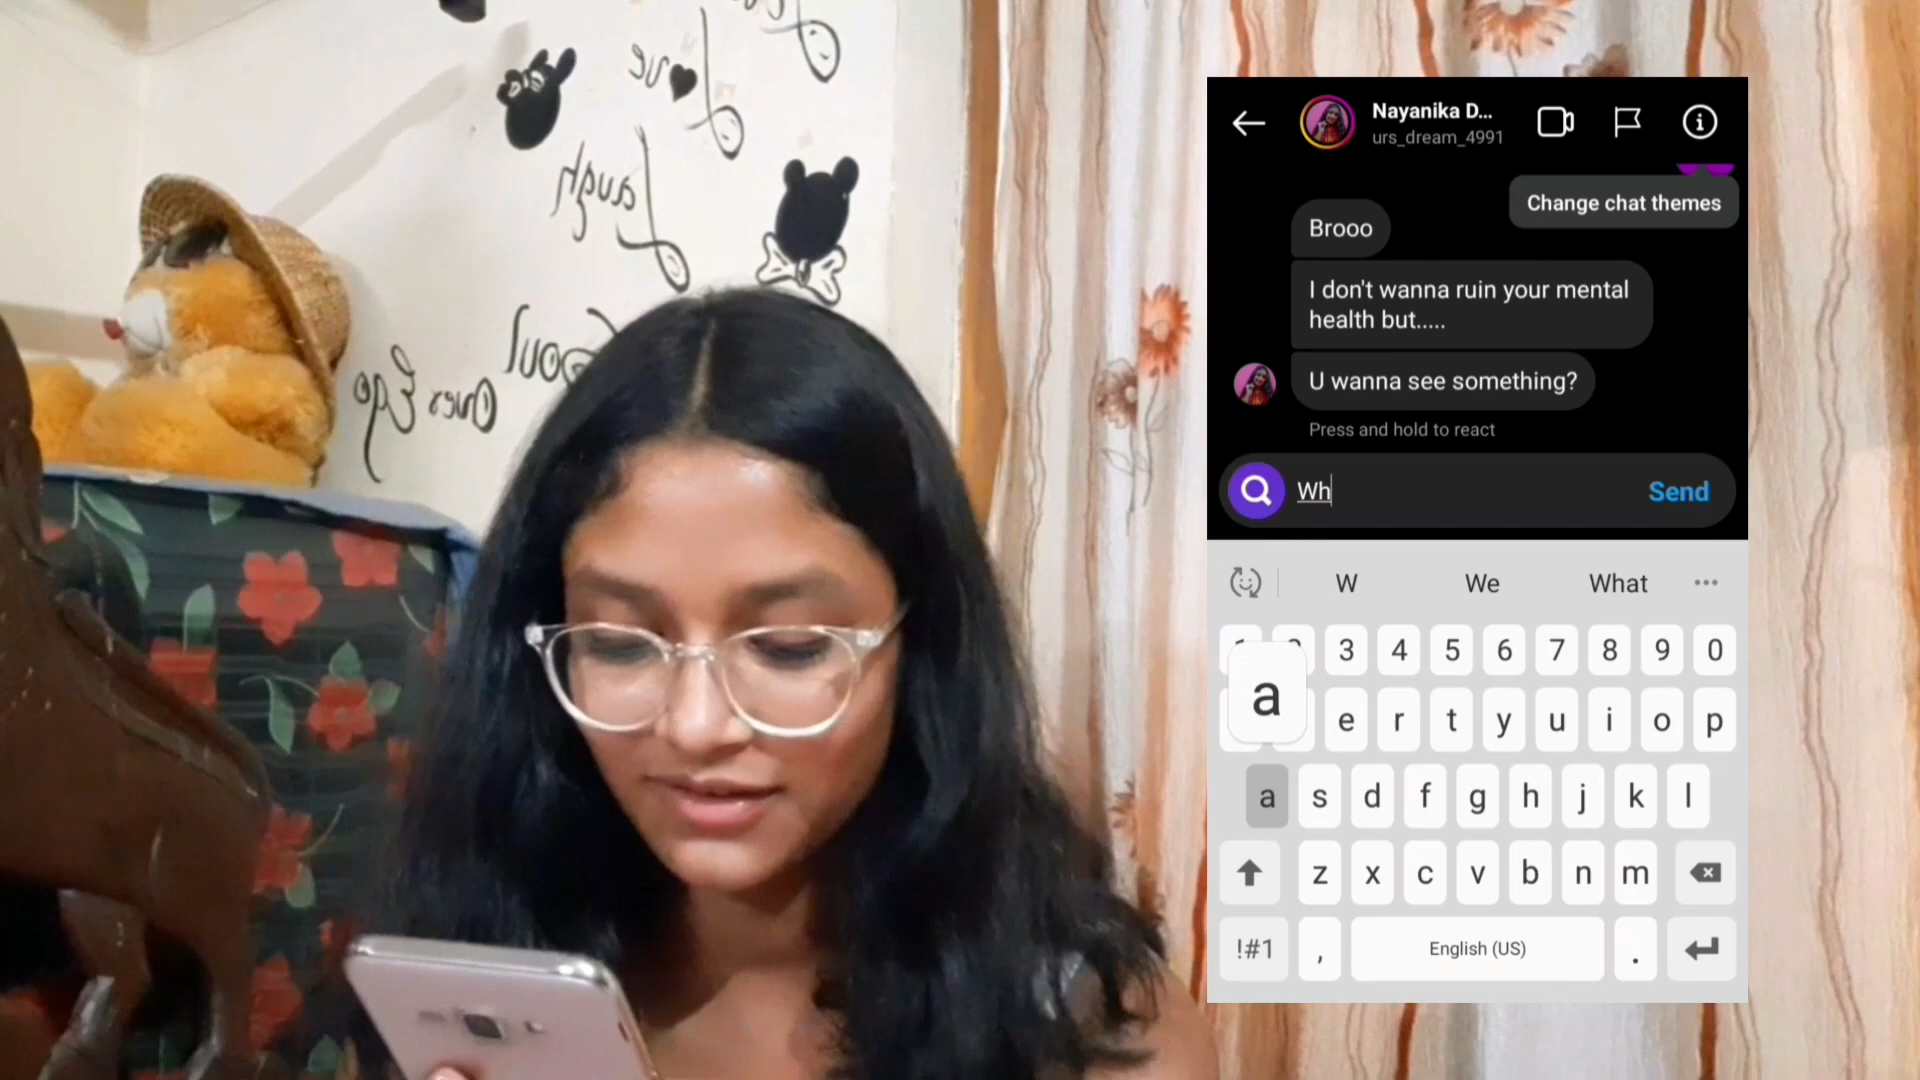 Love
Laugh
Soul
Over Ego
Nayanika D...
urs_dream_4991
Change chat themes
Brooo
I don't wanna ruin your mental
health but.....
U wanna see something?
Press and hold to react
Wh
Send
W We What
3 4 5 6 7 8 9 0
a
e r t y u i o p
a s d f g h j k l
z x c v b n m
!#1 , English (US) .